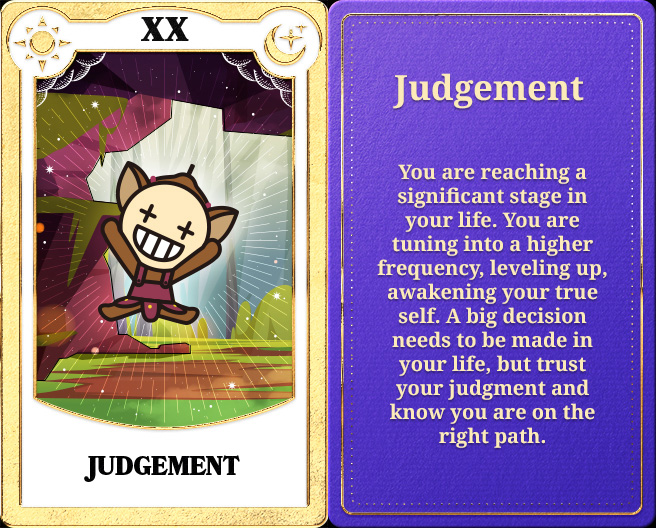 XX
JUDGEMENT
Judgement
You are reaching a
significant stage in
your life. You are
tuning into a higher
frequency, leveling up,
awakening your true
self. A big decision
needs to be made in
your life, but trust
your judgment and
know you are on the
right path.